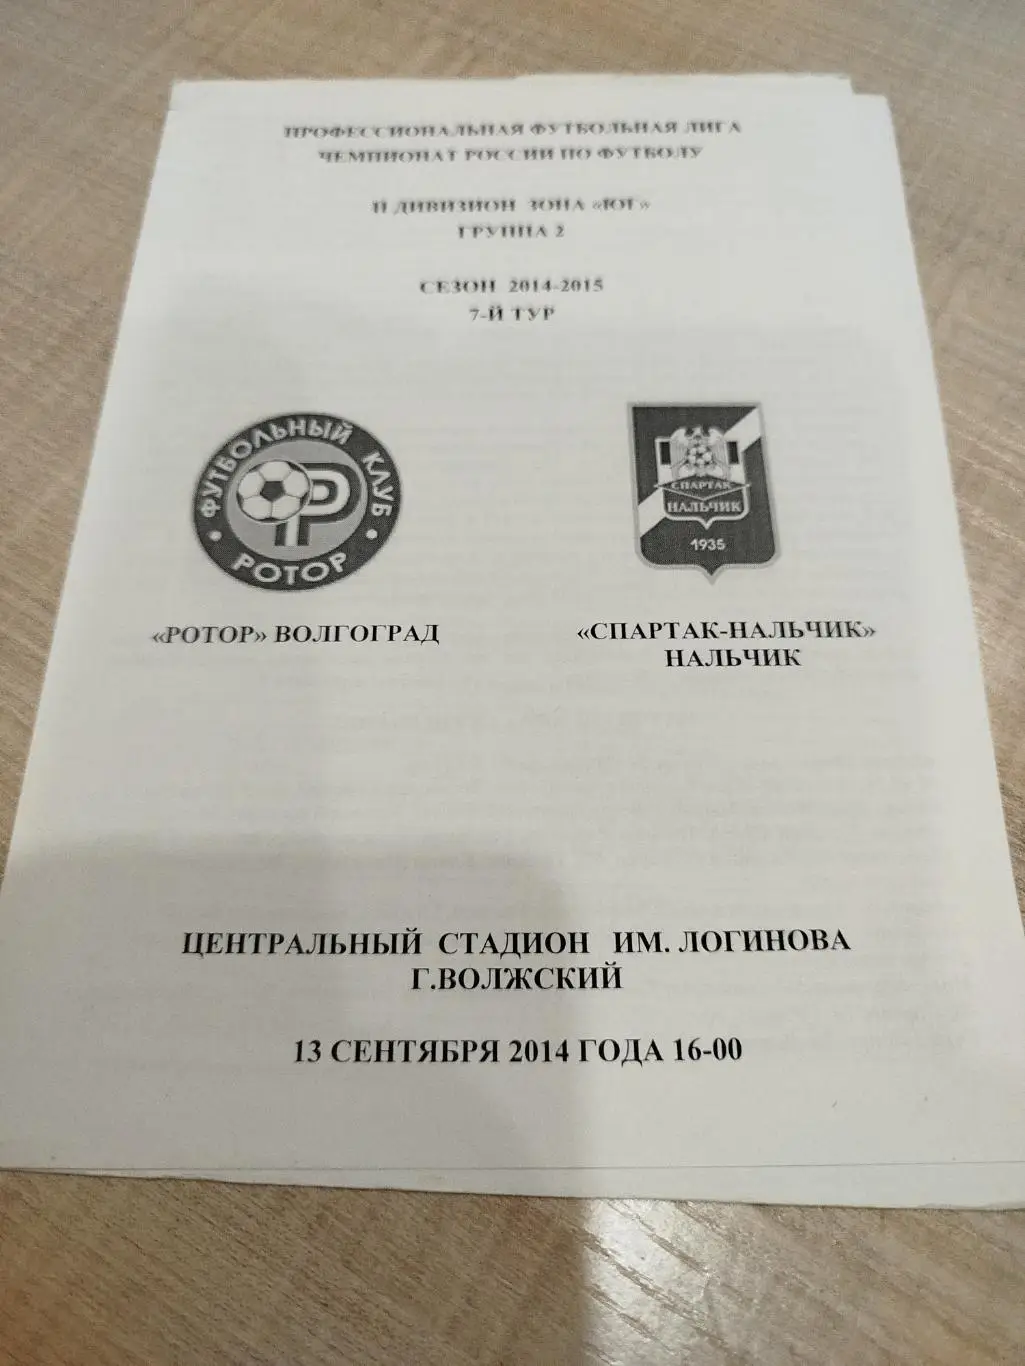 ПРОФЕССИОНАЛЬНАЯ ФУТБОЛЬНАЯ ЛИГА
ЧЕМПИОНАТ РОССИИ ПО ФУТБОЛУ
II ДИВИЗИОН ЗОНА «ЮГ»
ГРУППА 2
СЕЗОН 2014-2015
7-Й ТУР
ФУТБОЛЬНЫЙ КЛУБ
РОТОР
СПАРТАК
НАЛЬЧИК
1935
«РОТОР» ВОЛГОГРАД
«СПАРТАК-НАЛЬЧИК»
НАЛЬЧИК
ЦЕНТРАЛЬНЫЙ СТАДИОН ИМ. ЛОГИНОВА
Г.ВОЛЖСКИЙ
13 СЕНТЯБРЯ 2014 ГОДА 16-00